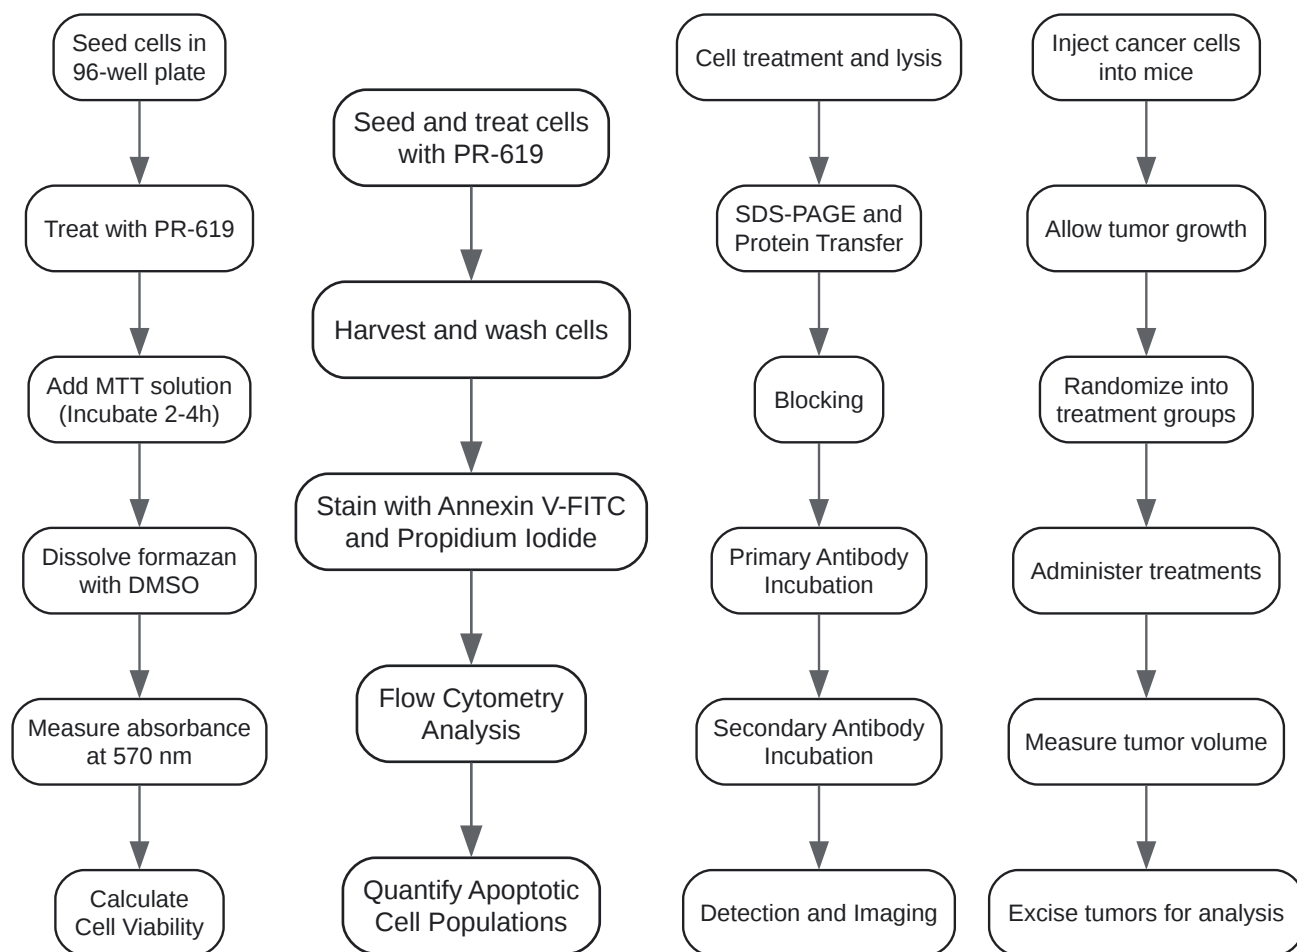 Seed cells in
96-well plate
Treat with PR-619
Add MTT solution
(Incubate 2-4h)
Dissolve formazan
with DMSO
Measure absorbance
at 570 nm
Calculate
Cell Viability
Seed and treat cells
with PR-619
Harvest and wash cells
Stain with Annexin V-FITC
and Propidium Iodide
Flow Cytometry
Analysis
Quantify Apoptotic
Cell Populations
Cell treatment and lysis
SDS-PAGE and
Protein Transfer
Blocking
Primary Antibody
Incubation
Secondary Antibody
Incubation
Detection and Imaging
Inject cancer cells
into mice
Allow tumor growth
Randomize into
treatment groups
Administer treatments
Measure tumor volume
Excise tumors for analysis